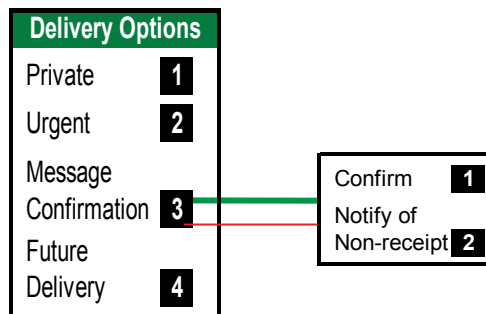 Delivery Options
Private 1
Urgent 2
Message
Confirmation 3
Future
Delivery 4
Confirm 1
Notify of
Non-receipt 2